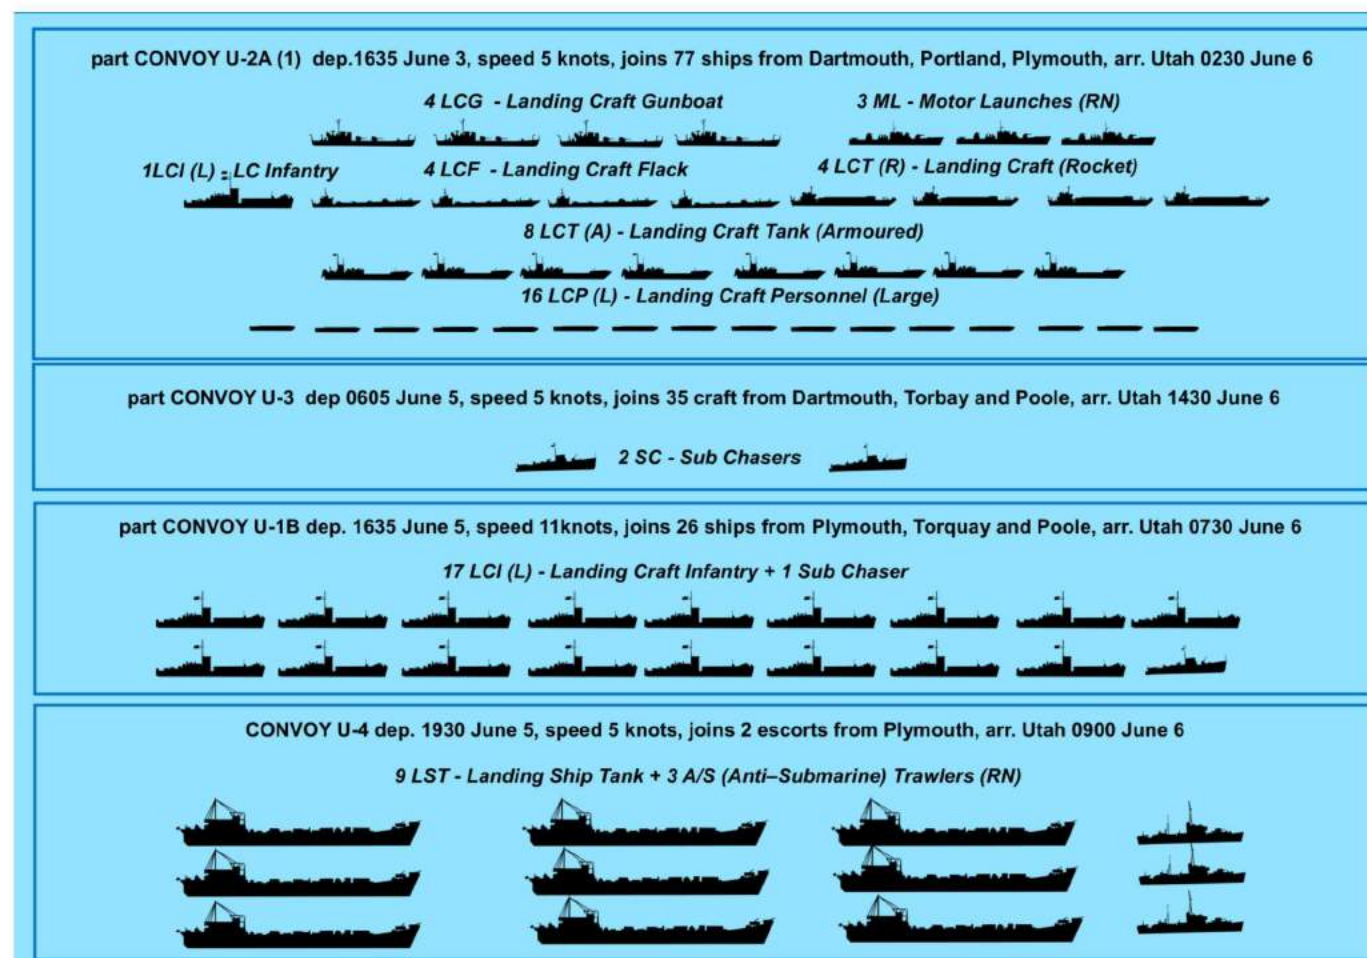 part CONVOY U-2A (1) dep.1635 June 3, speed 5 knots, joins 77 ships from Dartmouth, Portland, Plymouth, arr. Utah 0230 June 6
4 LCG - Landing Craft Gunboat
3 ML - Motor Launches (RN)
1LCI (L) - LC Infantry
4 LCF - Landing Craft Flack
4 LCT (R) - Landing Craft (Rocket)
8 LCT (A) - Landing Craft Tank (Armoured)
16 LCP (L) - Landing Craft Personnel (Large)
part CONVOY U-3 dep 0605 June 5, speed 5 knots, joins 35 craft from Dartmouth, Torbay and Poole, arr. Utah 1430 June 6
2 SC - Sub Chasers
part CONVOY U-1B dep. 1635 June 5, speed 11knots, joins 26 ships from Plymouth, Torquay and Poole, arr. Utah 0730 June 6
17 LCI (L) - Landing Craft Infantry + 1 Sub Chaser
CONVOY U-4 dep. 1930 June 5, speed 5 knots, joins 2 escorts from Plymouth, arr. Utah 0900 June 6
9 LST - Landing Ship Tank + 3 A/S (Anti–Submarine) Trawlers (RN)